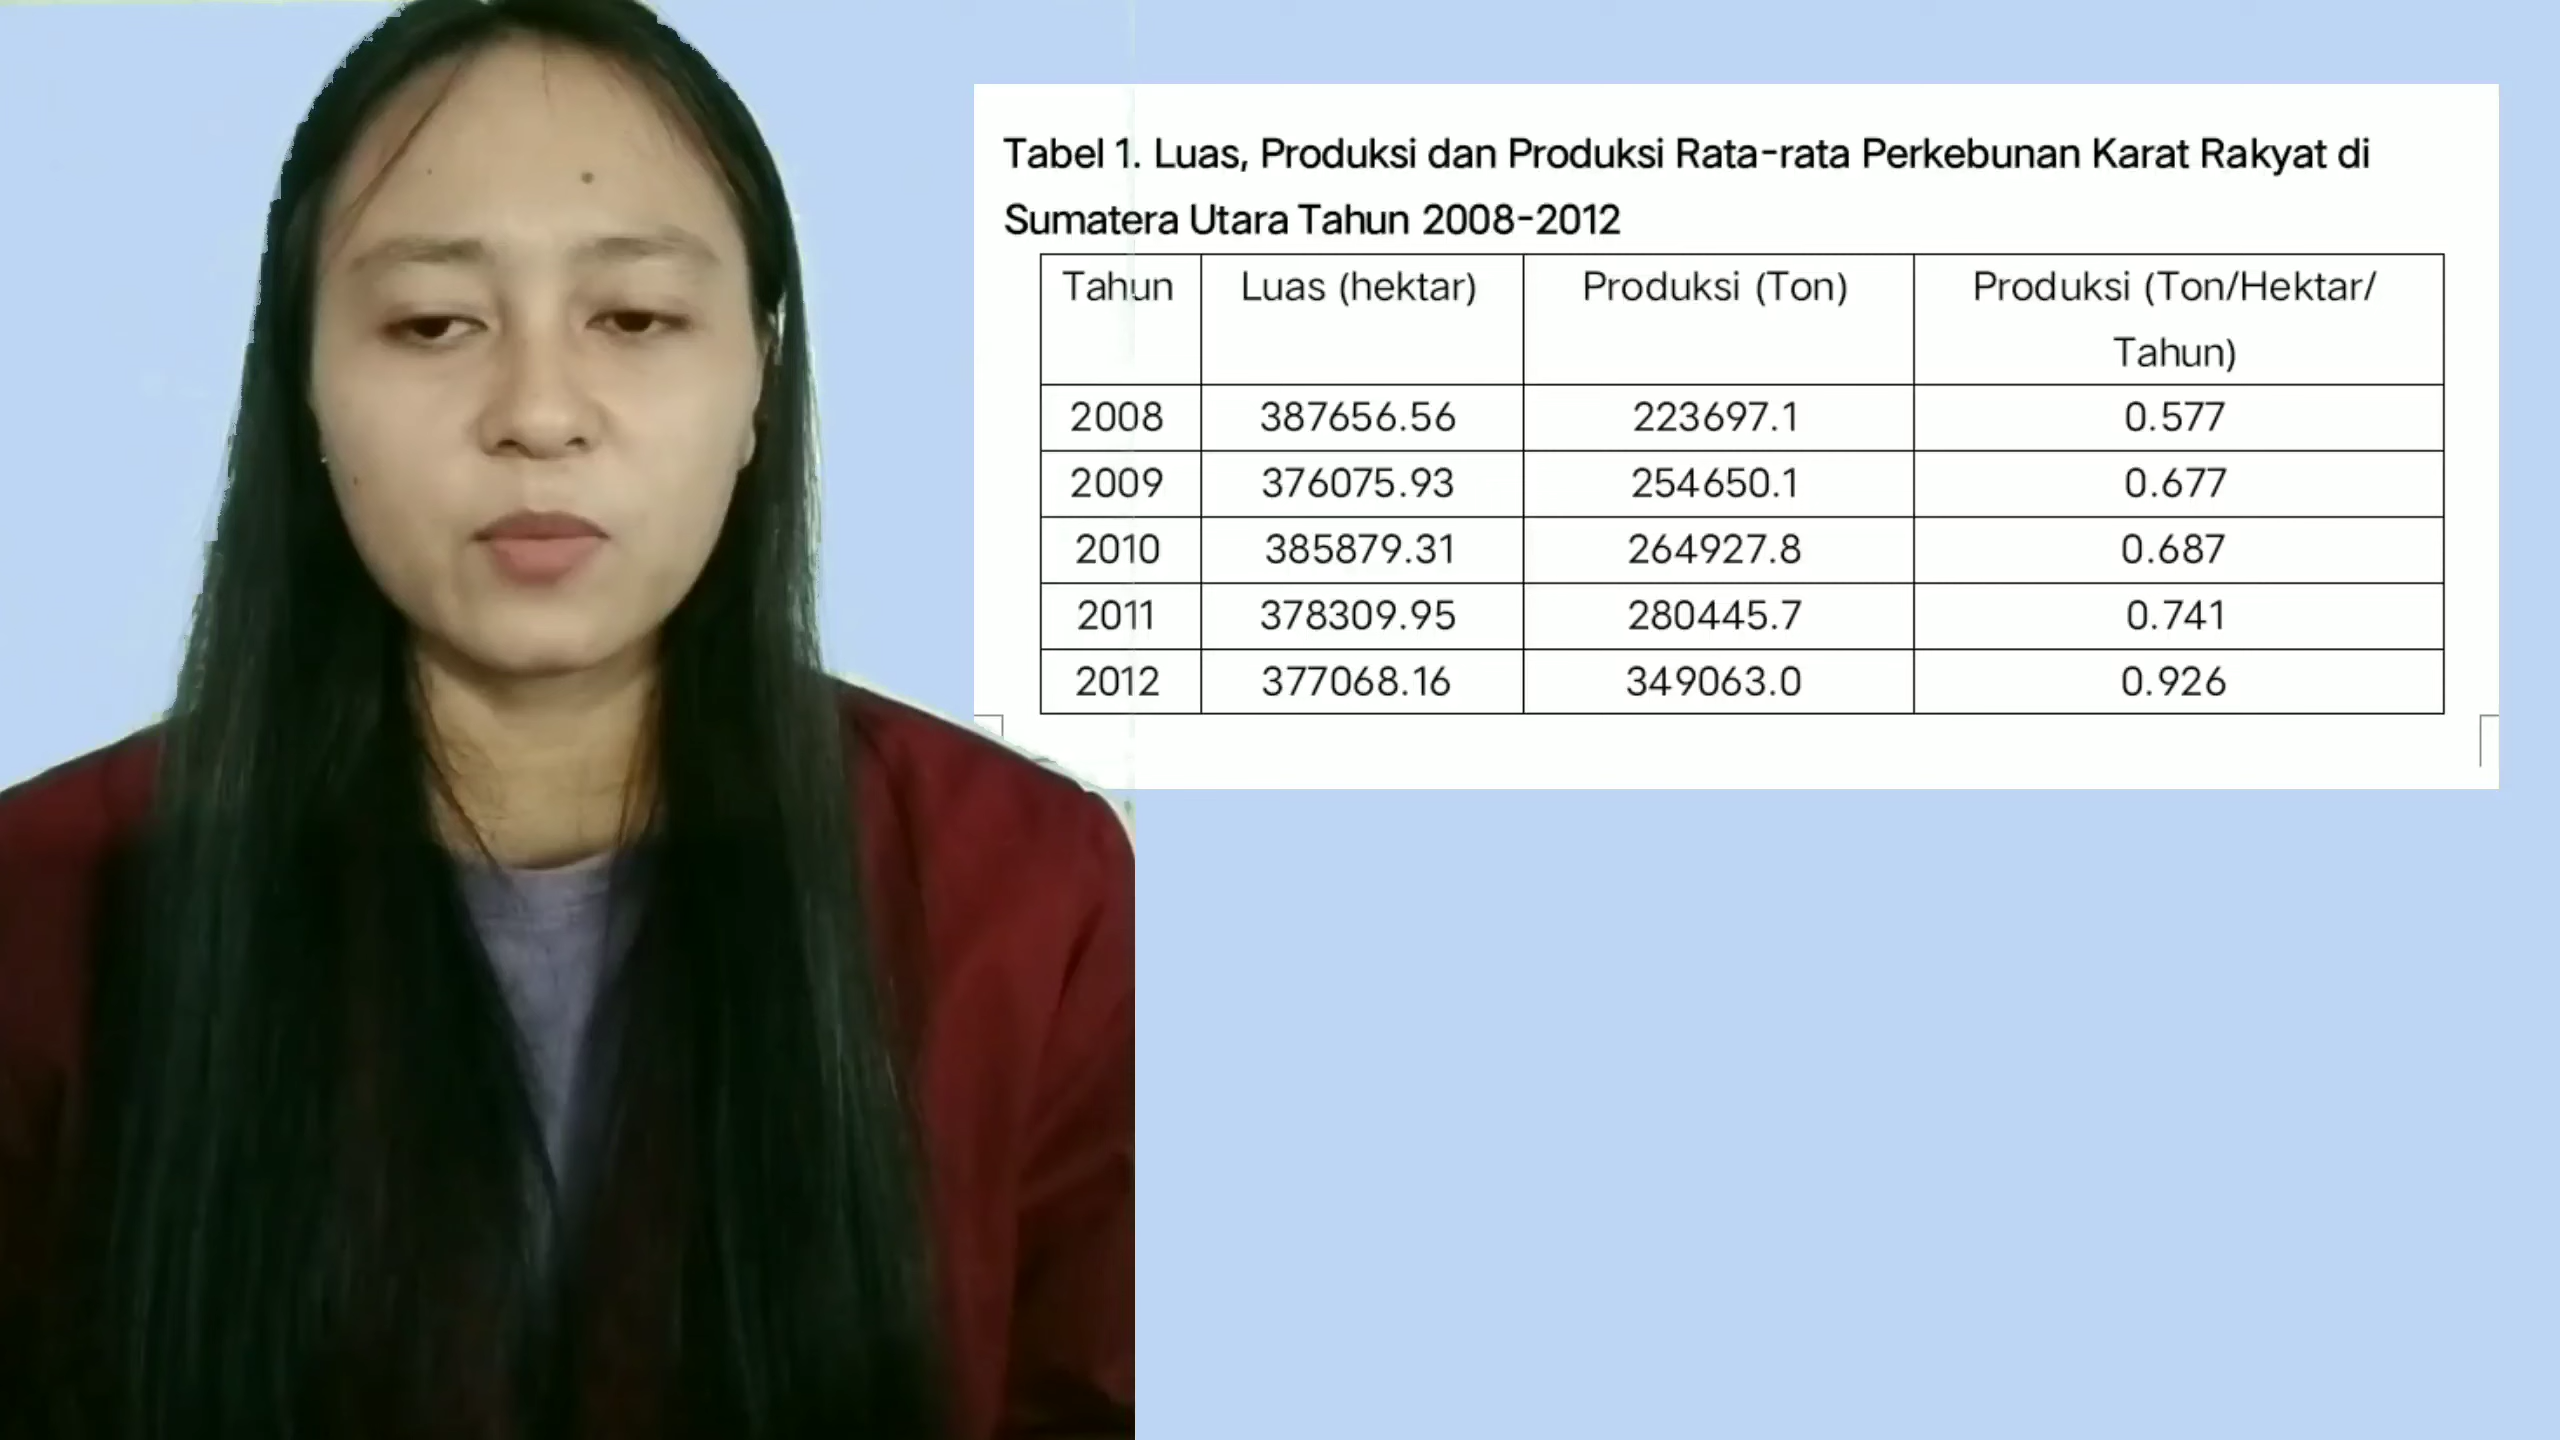 Tabel 1. Luas, Produksi dan Produksi Rata-rata Perkebunan Karat Rakyat di
Sumatera Utara Tahun 2008-2012
Tahun Luas (hektar) Produksi (Ton) Produksi (Ton/Hektar/
Tahun)
2008 387656.56 223697.1 0.577
2009 376075.93 254650.1 0.677
2010 385879.31 264927.8 0.687
2011 378309.95 280445.7 0.741
2012 377068.16 349063.0 0.926